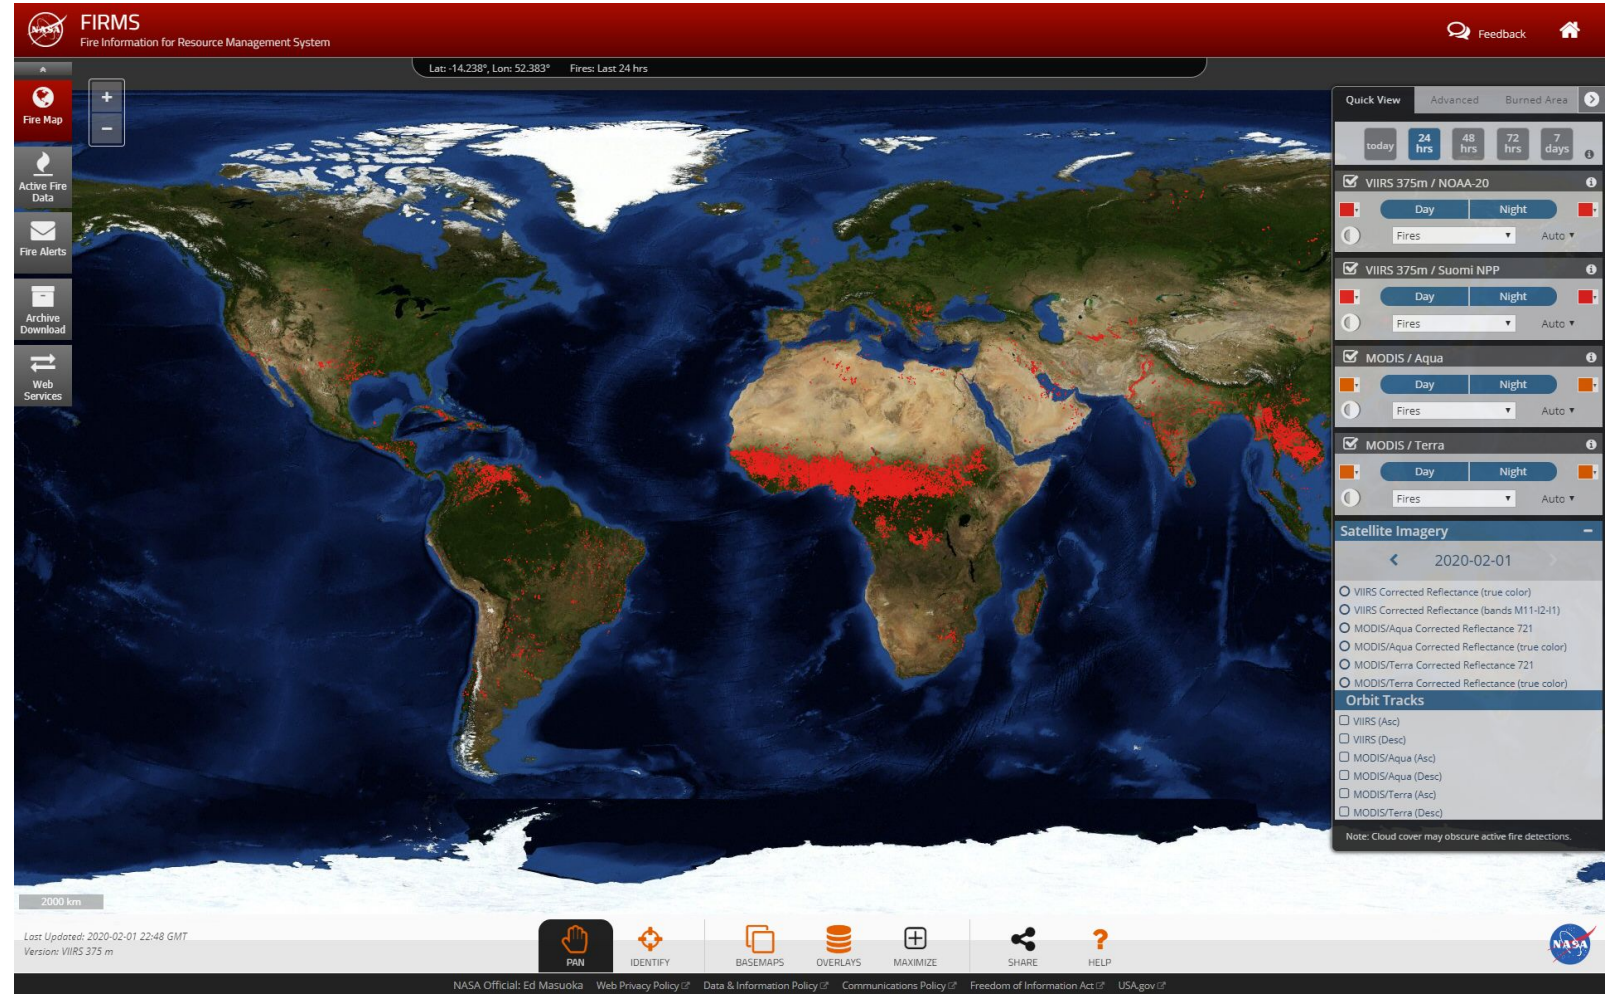 NASA
FIRMS
Fire Information for Resource Management System
Feedback
Lat: -14.238°, Lon: 52.383°
Fires: Last 24 hrs
Fire Map
Active Fire
Data
Fire Alerts
Archive
Download
Web
Services
+
−
Quick View
Advanced
Burned Area
today
24
hrs
48
hrs
72
hrs
7
days
VIIRS 375m / NOAA-20
Day
Night
Fires
Auto
VIIRS 375m / Suomi NPP
Day
Night
Fires
Auto
MODIS / Aqua
Day
Night
Fires
Auto
MODIS / Terra
Day
Night
Fires
Auto
Satellite Imagery
2020-02-01
VIIRS Corrected Reflectance (true color)
VIIRS Corrected Reflectance (bands M11-I2-I1)
MODIS/Aqua Corrected Reflectance 721
MODIS/Aqua Corrected Reflectance (true color)
MODIS/Terra Corrected Reflectance 721
MODIS/Terra Corrected Reflectance (true color)
Orbit Tracks
VIIRS (Asc)
VIIRS (Desc)
MODIS/Aqua (Asc)
MODIS/Aqua (Desc)
MODIS/Terra (Asc)
MODIS/Terra (Desc)
Note: Cloud cover may obscure active fire detections.
2000 km
Last Updated: 2020-02-01 22:48 GMT
Version: VIIRS 375 m
PAN
IDENTIFY
BASEMAPS
OVERLAYS
MAXIMIZE
SHARE
HELP
NASA
NASA Official: Ed Masuoka
Web Privacy Policy
Data & Information Policy
Communications Policy
Freedom of Information Act
USA.gov